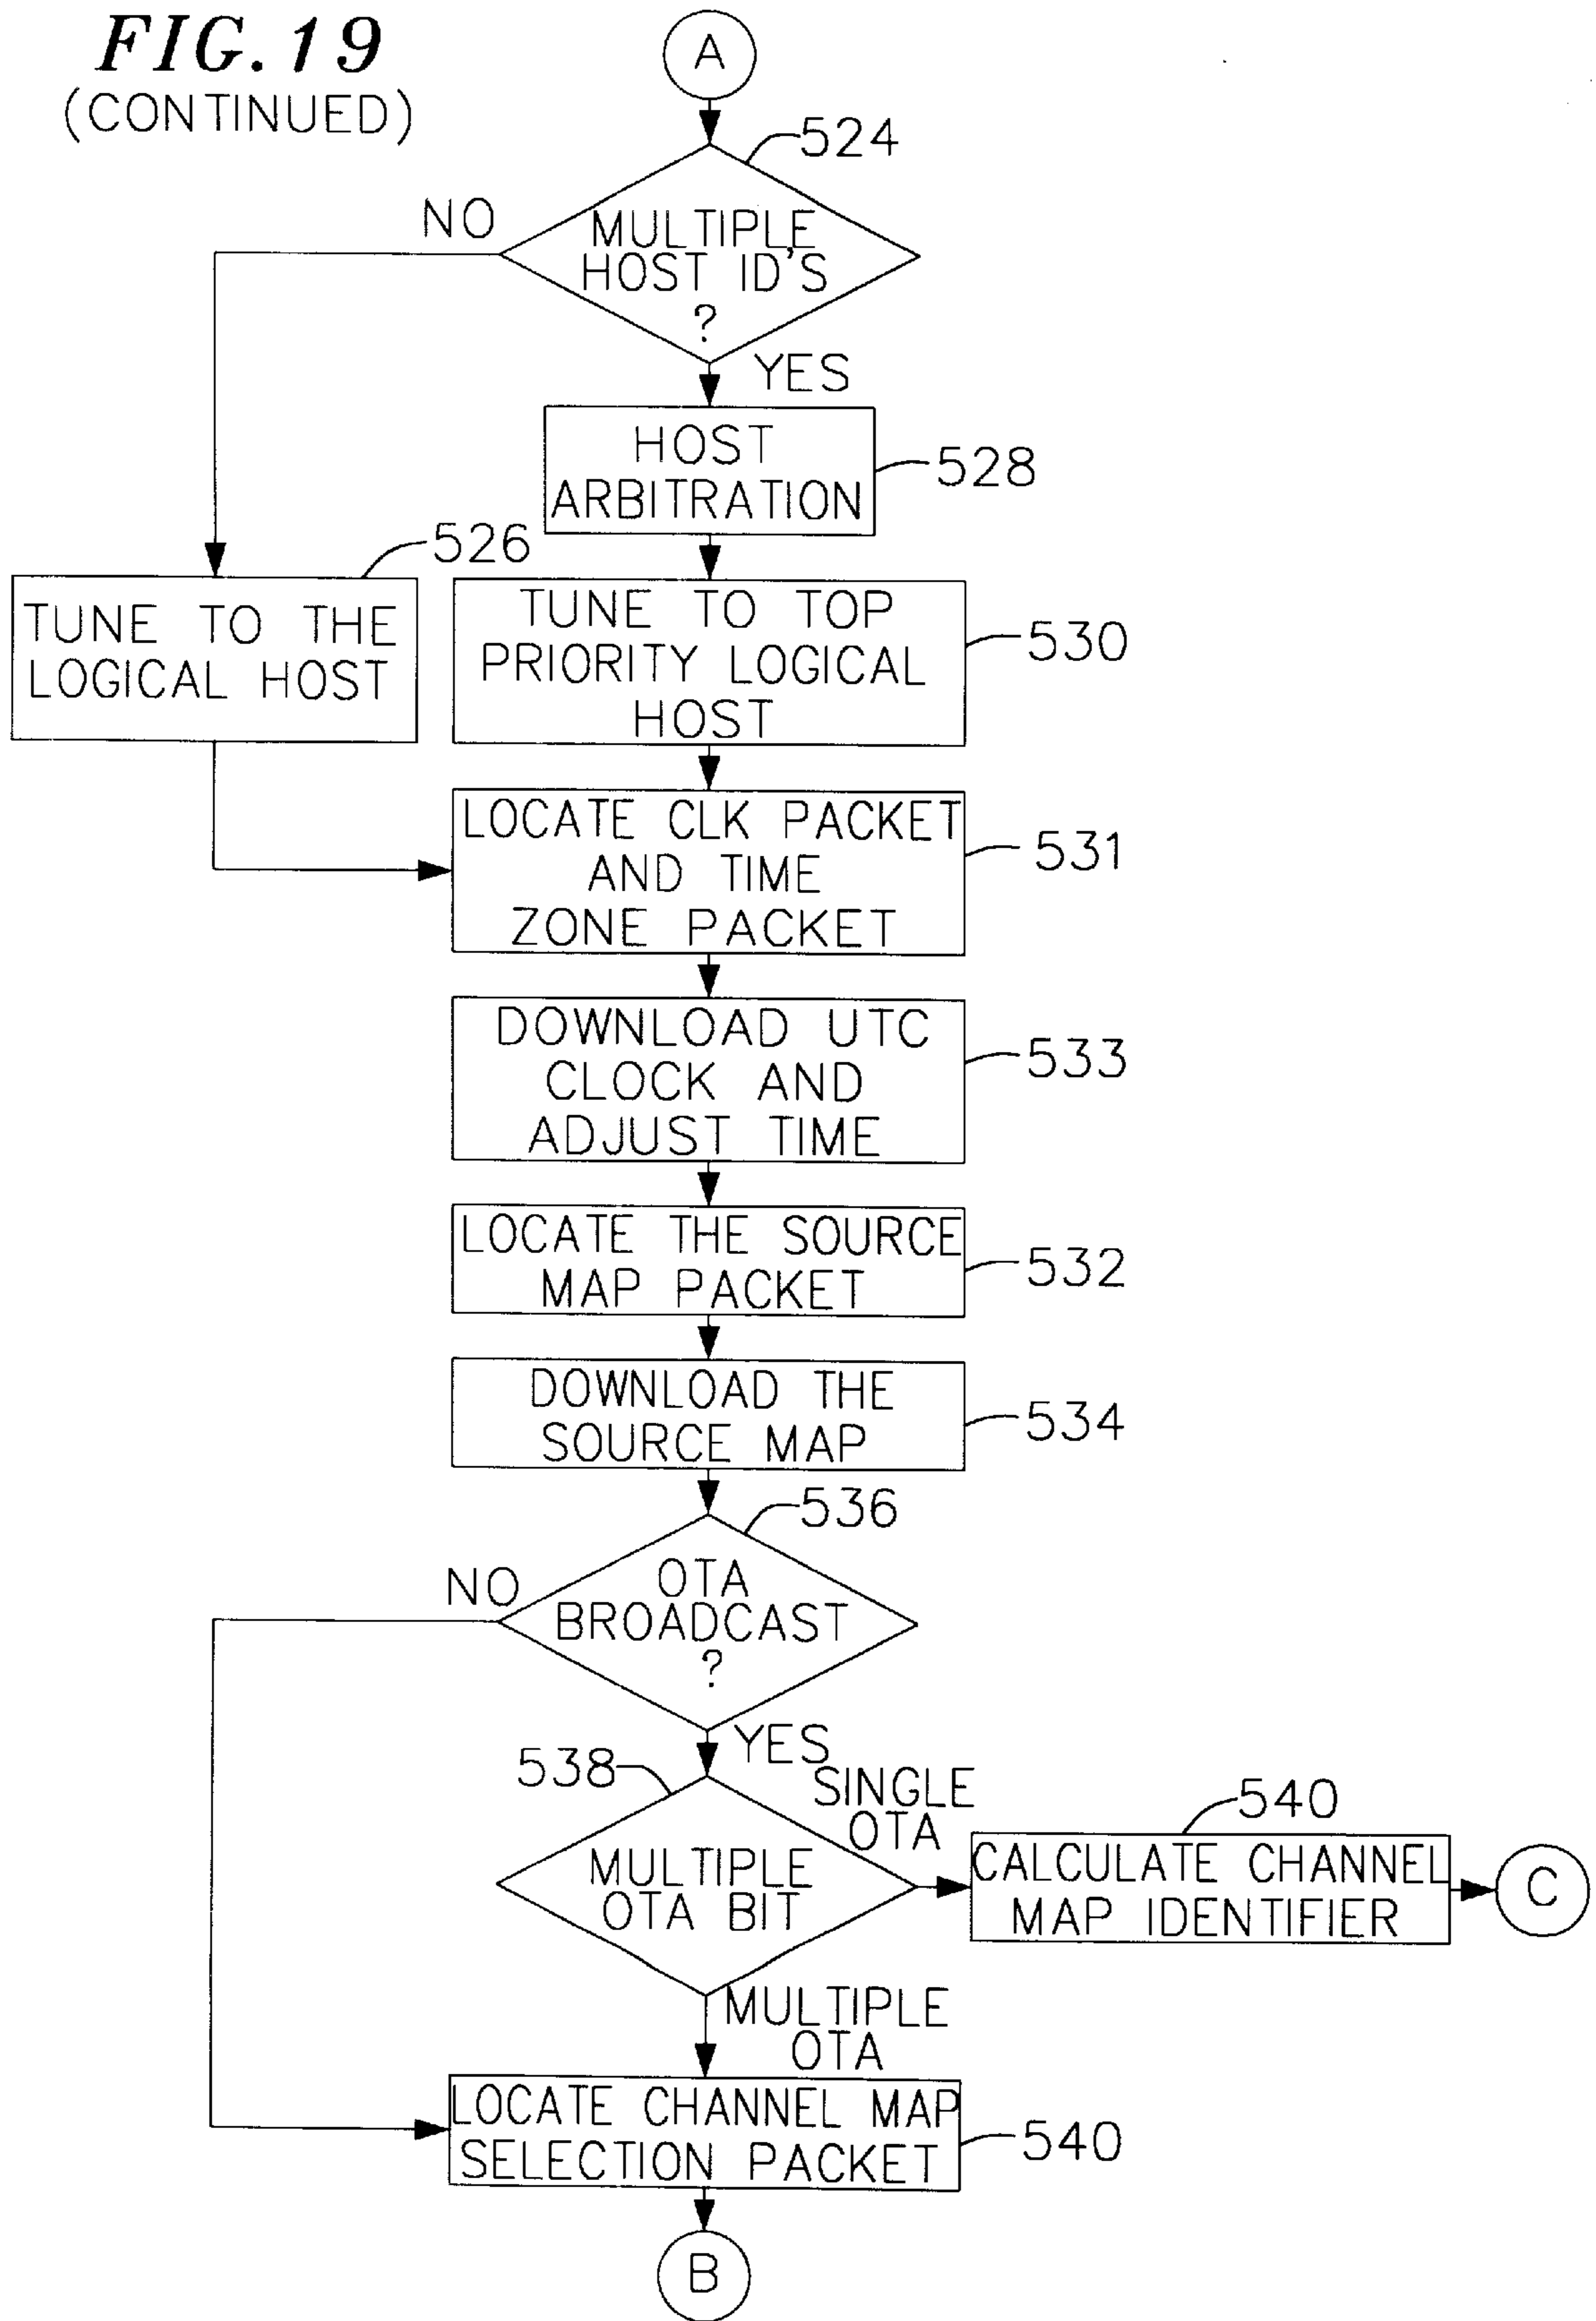 FIG. 19
(CONTINUED)
A
524
NO
MULTIPLE
HOST ID'S
?
YES
HOST
ARBITRATION
528
526
TUNE TO THE
LOGICAL HOST
TUNE TO TOP
PRIORITY LOGICAL
HOST
530
LOCATE CLK PACKET
AND TIME
ZONE PACKET
531
DOWNLOAD UTC
CLOCK AND
ADJUST TIME
533
LOCATE THE SOURCE
MAP PACKET
532
DOWNLOAD THE
SOURCE MAP
534
536
NO
OTA
BROADCAST
?
YES
538
SINGLE
OTA
MULTIPLE
OTA BIT
540
CALCULATE CHANNEL
MAP IDENTIFIER
C
MULTIPLE
OTA
LOCATE CHANNEL MAP
SELECTION PACKET
540
B